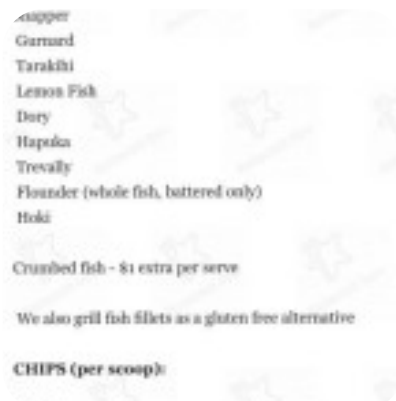 Snapper
Gurnard
Tarakihi
Lemon Fish
Dory
Hapuka
Trevally
Flounder (whole fish, battered only)
Hoki
Crumbed fish - $1 extra per serve
We also grill fish fillets as a gluten free alternative
CHIPS (per scoop):